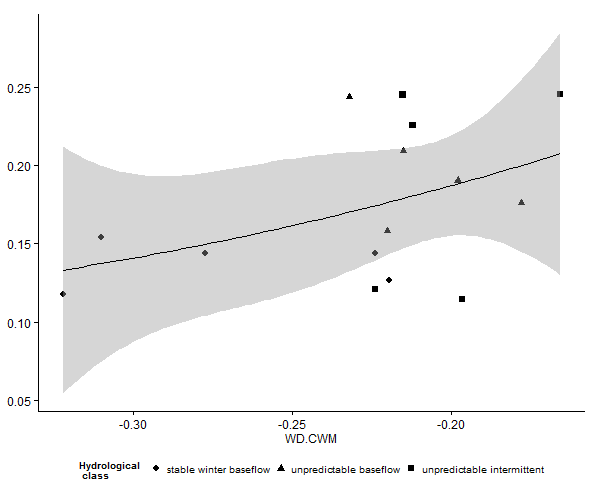 0.25
0.20
0.15
0.10
0.05
-0.30 -0.25 -0.20
WD.CWM
Hydrological
class
stable winter baseflow unpredictable baseflow unpredictable intermittent